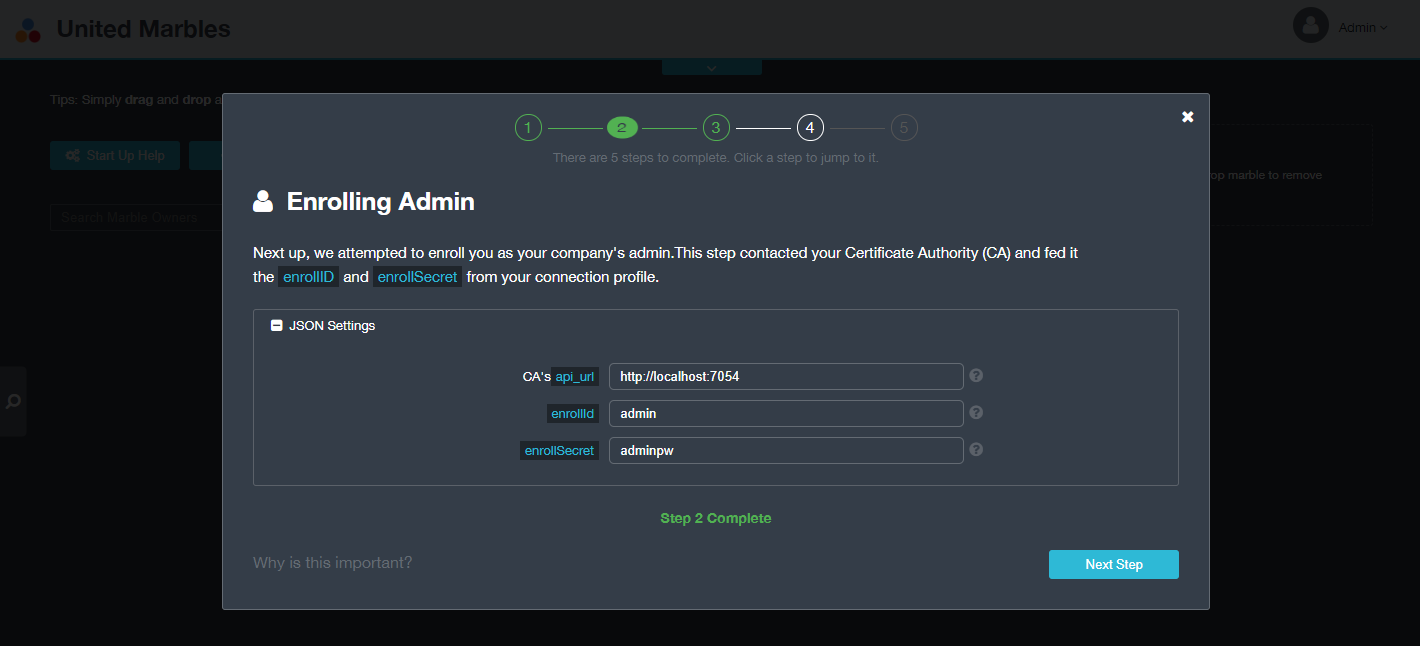 United Marbles
Admin
Tips: Simply drag and drop a
1 2 3 4 5
There are 5 steps to complete. Click a step to jump to it.
Start Up Help
op marble to remove
Search Marble Owners
Enrolling Admin
Next up, we attempted to enroll you as your company's admin.This step contacted your Certificate Authority (CA) and fed it
the enrollID and enrollSecret from your connection profile.
JSON Settings
CA's api_url http://localhost:7054 ?
enrollId admin ?
enrollSecret adminpw ?
Step 2 Complete
Why is this important?
Next Step